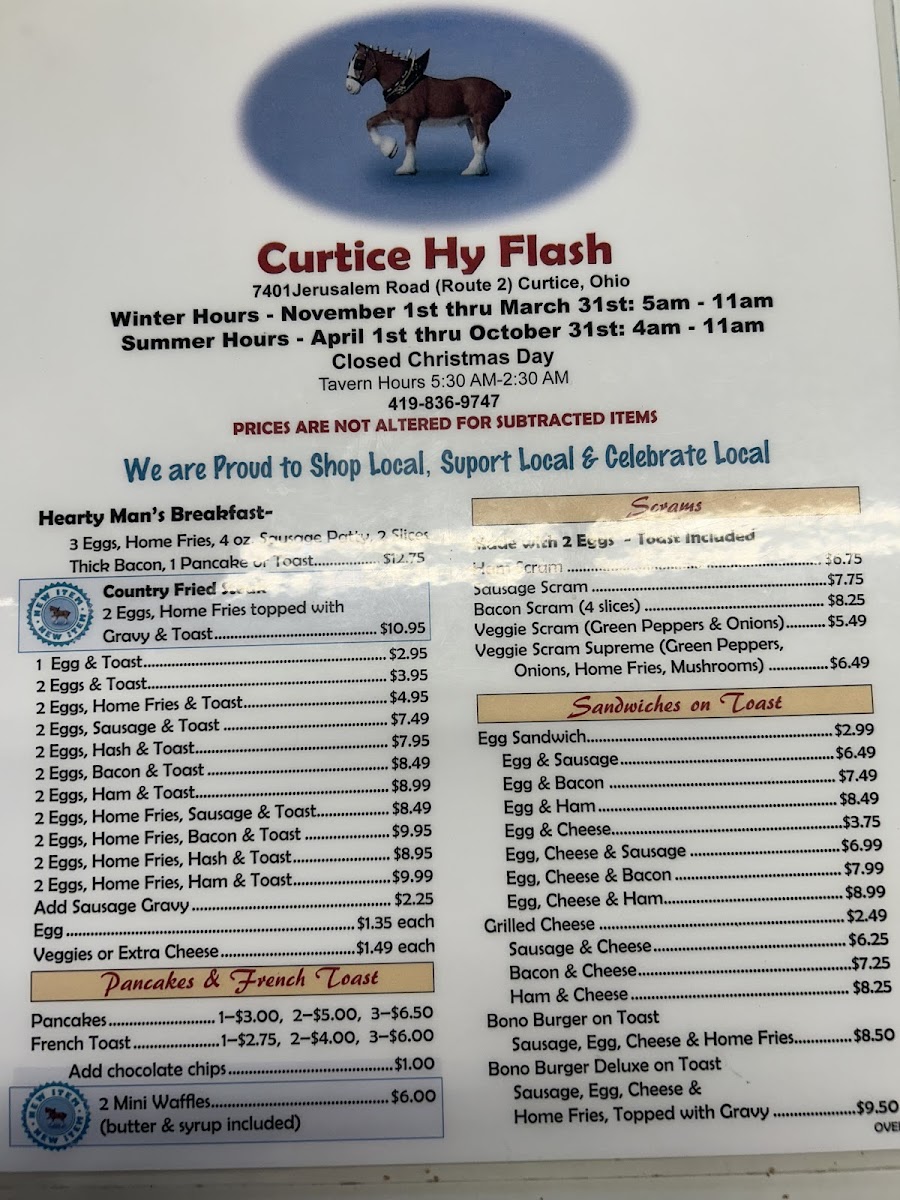 Curtice Hy Flash
7401Jerusalem Road (Route 2) Curtice, Ohio
Winter Hours - November 1st thru March 31st: 5am - 11am
Summer Hours - April 1st thru October 31st: 4am - 11am
Closed Christmas Day
Tavern Hours 5:30 AM-2:30 AM
419-836-9747
PRICES ARE NOT ALTERED FOR SUBTRACTED ITEMS
We are Proud to Shop Local, Suport Local & Celebrate Local
Hearty Man's Breakfast-
3 Eggs, Home Fries, 4 oz. Sausage Patty, 2 Slices
Thick Bacon, 1 Pancake or Toast............... $12.75
NEW ITEM
NEW ITEM
Country Fried Steak
2 Eggs, Home Fries topped with
Gravy & Toast.................................. $10.95
1 Egg & Toast.................................................. $2.95
2 Eggs & Toast................................................. $3.95
2 Eggs, Home Fries & Toast............................. $4.95
2 Eggs, Sausage & Toast .................................. $7.49
2 Eggs, Hash & Toast........................................ $7.95
2 Eggs, Bacon & Toast ..................................... $8.49
2 Eggs, Ham & Toast........................................ $8.99
2 Eggs, Home Fries, Sausage & Toast............... $8.49
2 Eggs, Home Fries, Bacon & Toast ................. $9.95
2 Eggs, Home Fries, Hash & Toast.................... $8.95
2 Eggs, Home Fries, Ham & Toast.................... $9.99
Add Sausage Gravy ......................................... $2.25
Egg............................................................ $1.35 each
Veggies or Extra Cheese............................ $1.49 each
Pancakes & French Toast
Pancakes...................... 1–$3.00, 2–$5.00, 3–$6.50
French Toast .................. 1–$2.75, 2–$4.00, 3–$6.00
Add chocolate chips.................................. $1.00
NEW ITEM
NEW ITEM
2 Mini Waffles...................................... $6.00
(butter & syrup included)
Scrams
Made with 2 Eggs - Toast Included
Ham Scram ...................................................... $6.75
Sausage Scram ................................................ $7.75
Bacon Scram (4 slices) ..................................... $8.25
Veggie Scram (Green Peppers & Onions)......... $5.49
Veggie Scram Supreme (Green Peppers,
Onions, Home Fries, Mushrooms) ............. $6.49
Sandwiches on Toast
Egg Sandwich................................................... $2.99
Egg & Sausage............................................. $6.49
Egg & Bacon ............................................... $7.49
Egg & Ham.................................................. $8.49
Egg & Cheese............................................... $3.75
Egg, Cheese & Sausage ............................... $6.99
Egg, Cheese & Bacon .................................. $7.99
Egg, Cheese & Ham..................................... $8.99
Grilled Cheese ................................................. $2.49
Sausage & Cheese........................................ $6.25
Bacon & Cheese........................................... $7.25
Ham & Cheese ............................................ $8.25
Bono Burger on Toast
Sausage, Egg, Cheese & Home Fries............. $8.50
Bono Burger Deluxe on Toast
Sausage, Egg, Cheese &
Home Fries, Topped with Gravy .................. $9.50